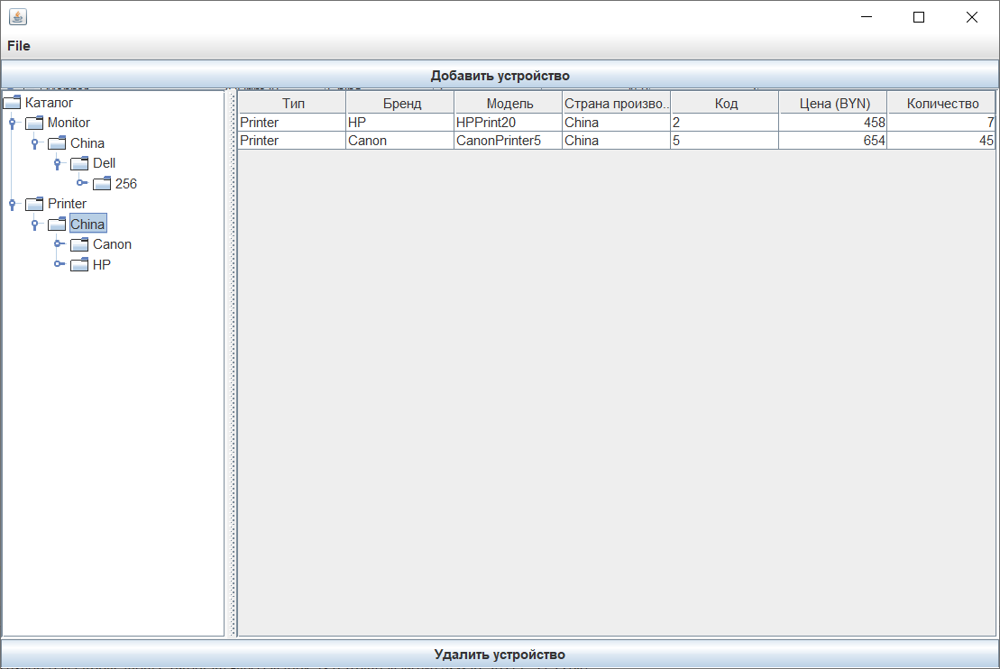 File
Добавить устройство
Каталог
Monitor
China
Dell
256
Printer
China
Canon
HP
Тип Бренд Модель Страна произво... Код Цена (BYN) Количество
Printer HP HPPrint20 China 2 458 7
Printer Canon CanonPrinter5 China 5 654 45
Удалить устройство